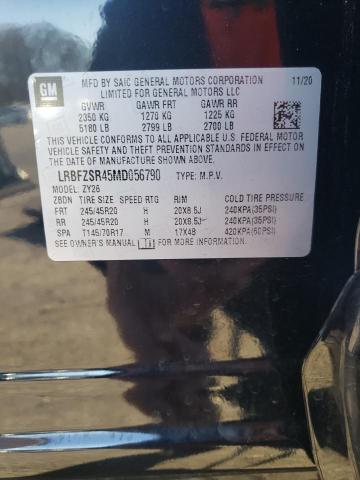 GM
MFD BY SAIC GENERAL MOTORS CORPORATION 11/20
LIMITED FOR GENERAL MOTORS LLC
GVWR GAWR FRT GAWR RR
2350 KG 1270 KG 1225 KG
5180 LB 2799 LB 2700 LB
THIS VEHICLE CONFORMS TO ALL APPLICABLE U.S. FEDERAL MOTOR
VEHICLE SAFETY AND THEFT PREVENTION STANDARDS IN EFFECT
ON THE DATE OF MANUFACTURE SHOWN ABOVE.
LRBFZSR45MD056790 TYPE: M.P.V.
MODEL: ZY26
ZBDN TIRE SIZE SPEED RTG RIM COLD TIRE PRESSURE
FRT 245/45R20 H 20X8.5J 240KPA(35PSI)
RR 245/45R20 H 20X8.5J 240KPA(35PSI)
SPA T145/70R17 M 17X4B 420KPA(60PSI)
SEE OWNER'S MANUAL FOR MORE INFORMATION.